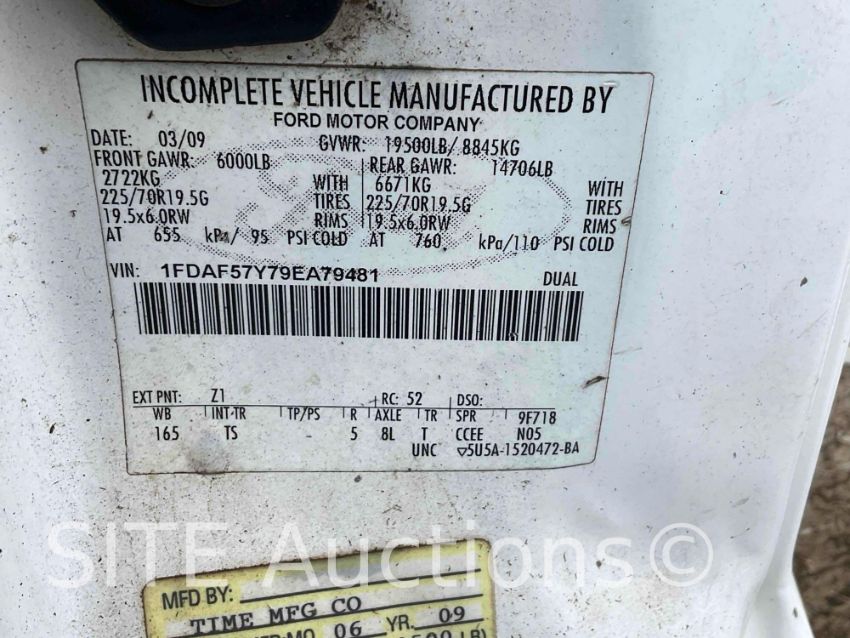 INCOMPLETE VEHICLE MANUFACTURED BY
FORD MOTOR COMPANY
DATE: 03/09 GVWR: 19500LB/ 8845KG
FRONT GAWR: 6000LB REAR GAWR: 14706LB
2722KG WITH 6671KG WITH
225/70R19.5G TIRES 225/70R19.5G TIRES
19.5x6.0RW RIMS 19.5x6.0RW RIMS
AT 655 kPa/ 95 PSI COLD AT 760 kPa/110 PSI COLD
VIN: 1FDAF57Y79EA79481 DUAL
EXT PNT: Z1 RC: 52 DSO:
WB INT-TR TP/PS R AXLE TR SPR 9F718
165 TS - 5 8L T CCEE N05
UNC ▽5U5A-1520472-BA
SITE Auctions©
MFD BY:
TIME MFG CO
MO 06 YR. 09